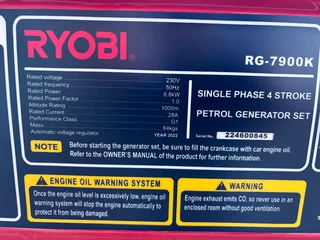 RYOBI
RG-7900K
Rated voltage 230V
Rated frequency 50Hz
Rated Power 6.8kW
Rated Power Factor 1.0
Altitude Rating 1000m
Rated Current 28A
Performance Class G1
Mass 84kgs
Automatic voltage regulator YEAR 2022
SINGLE PHASE 4 STROKE
PETROL GENERATOR SET
Serial No. 224600845
NOTE Before starting the generator set, be sure to fill the crankcase with car engine oil.
Refer to the OWNER'S MANUAL of the product for further information.
ENGINE OIL WARNING SYSTEM
Once the engine oil level is excessively low, engine oil
warning system will stop the engine automatically to
protect it from being damaged.
WARNING
Engine exhaust emits CO, so never use in an
enclosed room without good ventilation.